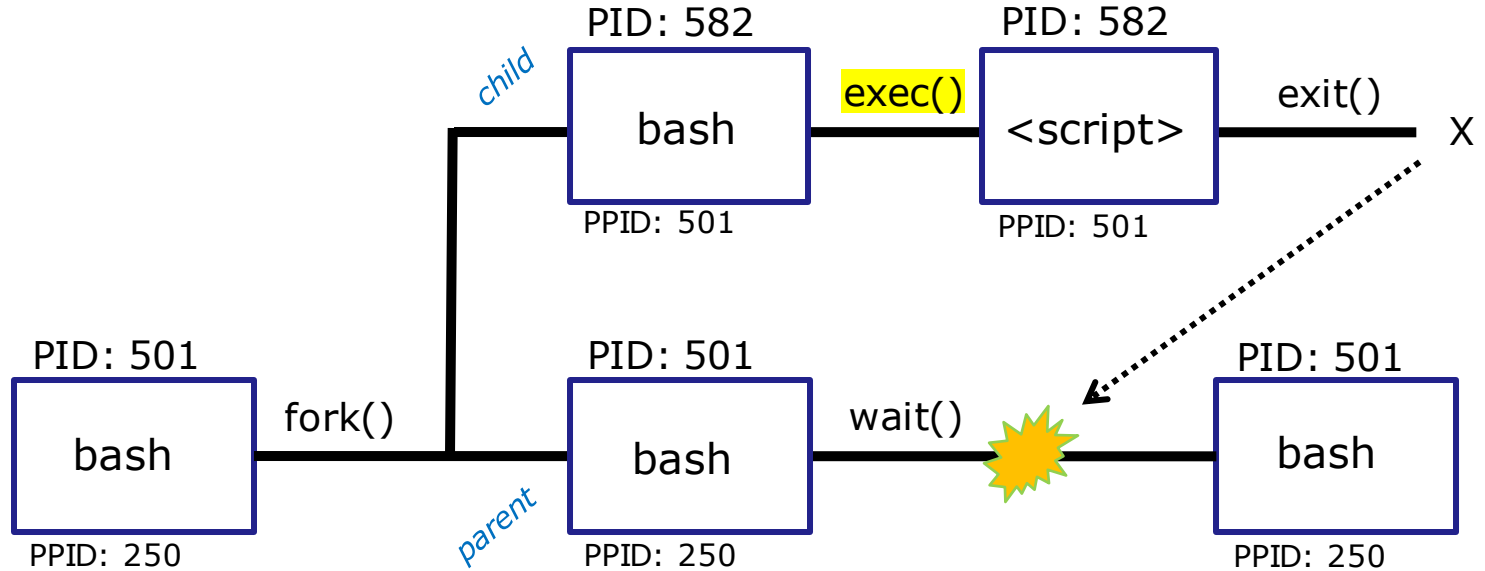 PID: 582
PID: 582
child
bash
exec()
<script>
exit()
X
PPID: 501
PPID: 501
PID: 501
PID: 501
PID: 501
bash
fork()
bash
wait()
bash
parent
PPID: 250
PPID: 250
PPID: 250